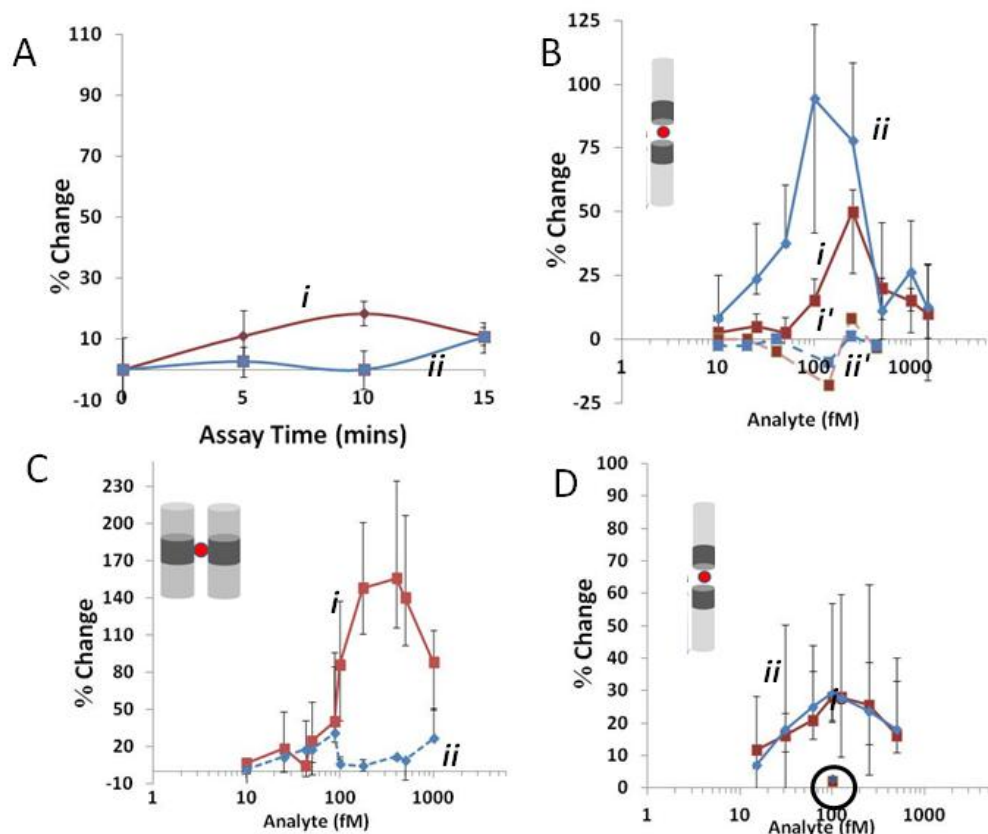 A
% Change
110
90
70
50
30
10
-10
0
5
10
15
Assay Time (mins)
i
ii
B
% Change
125
100
75
50
25
0
-25
1
10
100
1000
Analyte (fM)
ii
i
i'
ii'
C
% Change
230
200
170
140
110
80
50
20
-10
1
10
100
1000
Analyte (fM)
i
ii
D
% Change
100
90
80
70
60
50
40
30
20
10
0
1
10
100
1000
Analyte (fM)
ii
i